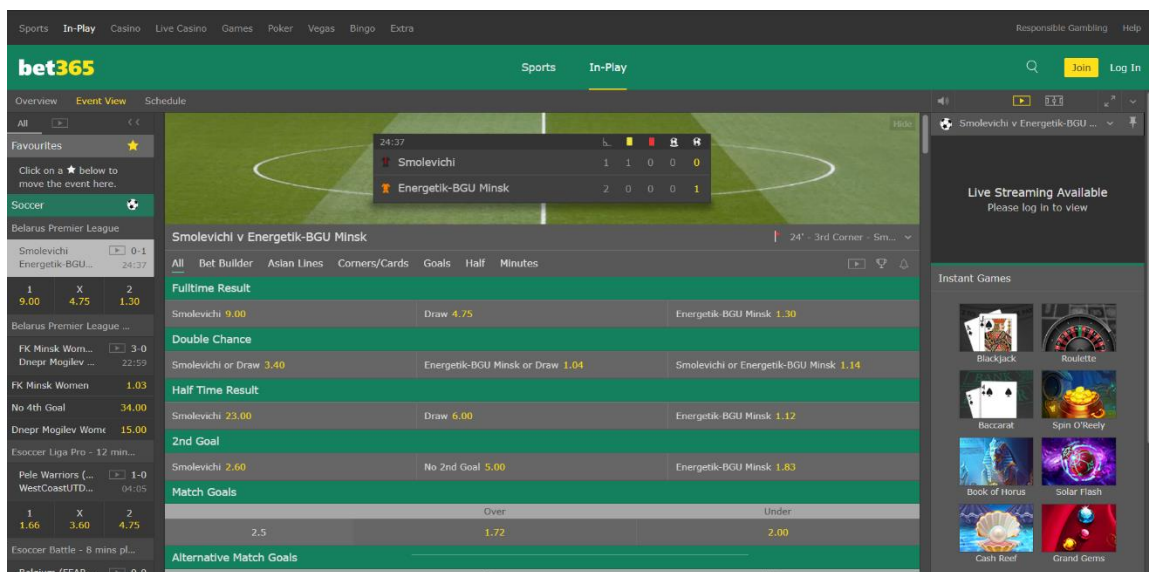 Sports In-Play Casino Live Casino Games Poker Vegas Bingo Extra Responsible Gambling Help
bet365 Sports In-Play Join Log In
Overview Event View Schedule
All
Favourites
Click on a ★ below to
move the event here.
Soccer
Belarus Premier League
Smolevichi 0-1
Energetik-BGU... 24:37
1 X 2
9.00 4.75 1.30
Belarus Premier League ...
FK Minsk Wom... 3-0
Dnepr Mogilev ... 22:59
FK Minsk Women 1.03
No 4th Goal 34.00
Dnepr Mogilev Wome 15.00
Esoccer Liga Pro - 12 min...
Pele Warriors (... 1-0
WestCoastUTD... 04:05
1 X 2
1.66 3.60 4.75
Esoccer Battle - 8 mins pl...
Hide
24:37
Smolevichi 1 1 0 0 0
Energetik-BGU Minsk 2 0 0 0 1
Smolevichi v Energetik-BGU Minsk 24' - 3rd Corner - Sm...
All Bet Builder Asian Lines Corners/Cards Goals Half Minutes
Fulltime Result
Smolevichi 9.00 Draw 4.75 Energetik-BGU Minsk 1.30
Double Chance
Smolevichi or Draw 3.40 Energetik-BGU Minsk or Draw 1.04 Smolevichi or Energetik-BGU Minsk 1.14
Half Time Result
Smolevichi 23.00 Draw 6.00 Energetik-BGU Minsk 1.12
2nd Goal
Smolevichi 2.60 No 2nd Goal 5.00 Energetik-BGU Minsk 1.83
Match Goals
Over Under
2.5 1.72 2.00
Alternative Match Goals
Smolevichi v Energetik-BGU ...
Live Streaming Available
Please log in to view
Instant Games
Blackjack Roulette
Baccarat Spin O'Reely
Book of Horus Solar Flash
Cash Reef Grand Gems